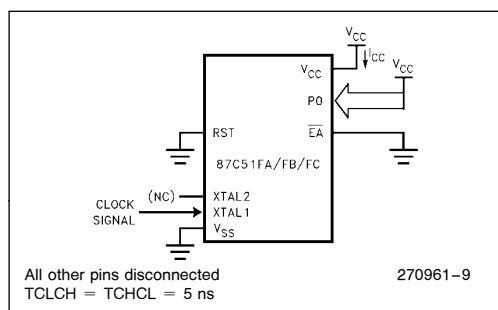 VCC
ICC
VCC
VCC
P0
RST
EA
87C51FA/FB/FC
(NC)
XTAL2
CLOCK
SIGNAL
XTAL1
VSS
All other pins disconnected
270961–9
TCLCH = TCHCL = 5 ns